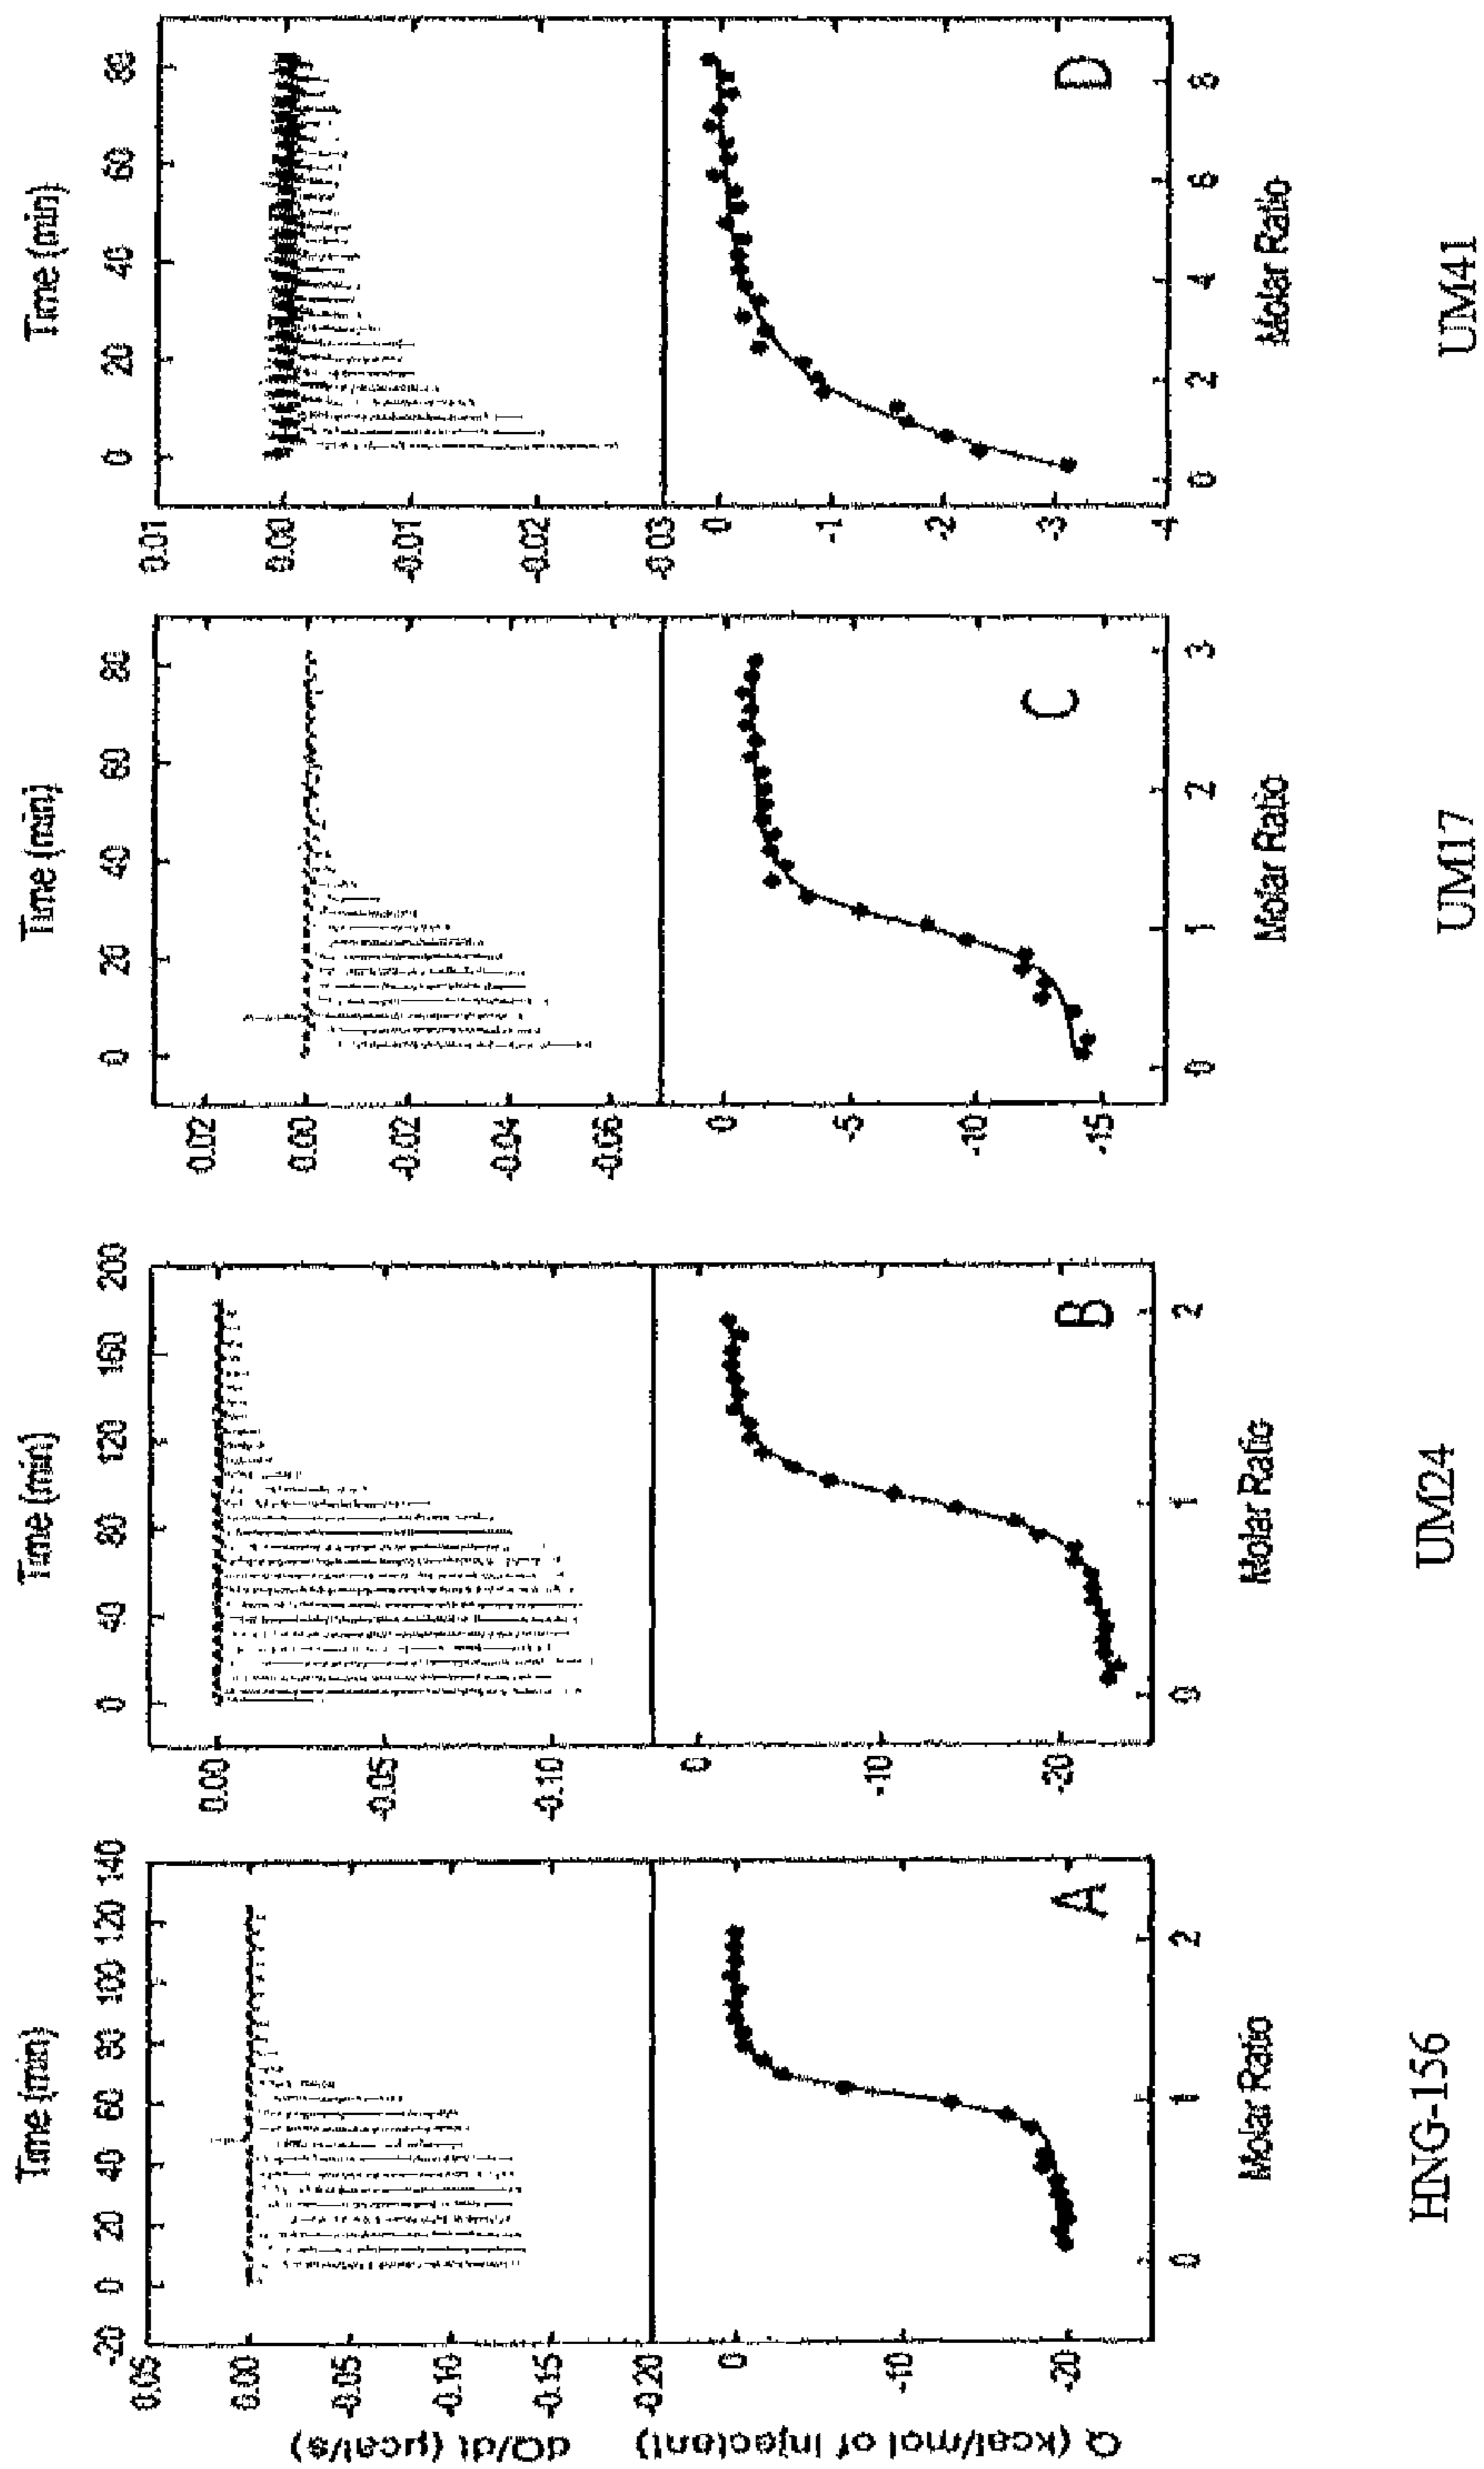 Time (min)
-20 0 20 40 60 80 100 120 140
0.05
0.00
-0.05
-0.10
-0.15
-0.20
dQ/dt (µcal/s)
0
-10
-20
Q (kcal/mol of injectant)
A
0 1 2
Molar Ratio
HNG-156
Time (min)
0 40 80 120 160 200
0.00
-0.05
-0.10
0
-10
-20
B
0 1 2
Molar Ratio
UM24
Time (min)
0 20 40 60 80
0.02
0.00
-0.02
-0.04
-0.06
0
-5
-10
-15
C
0 1 2 3
Molar Ratio
UM17
Time (min)
0 20 40 60 80
0.01
0.00
-0.01
-0.02
-0.03
0
-1
-2
-3
-4
D
0 2 4 6 8
Molar Ratio
UM41